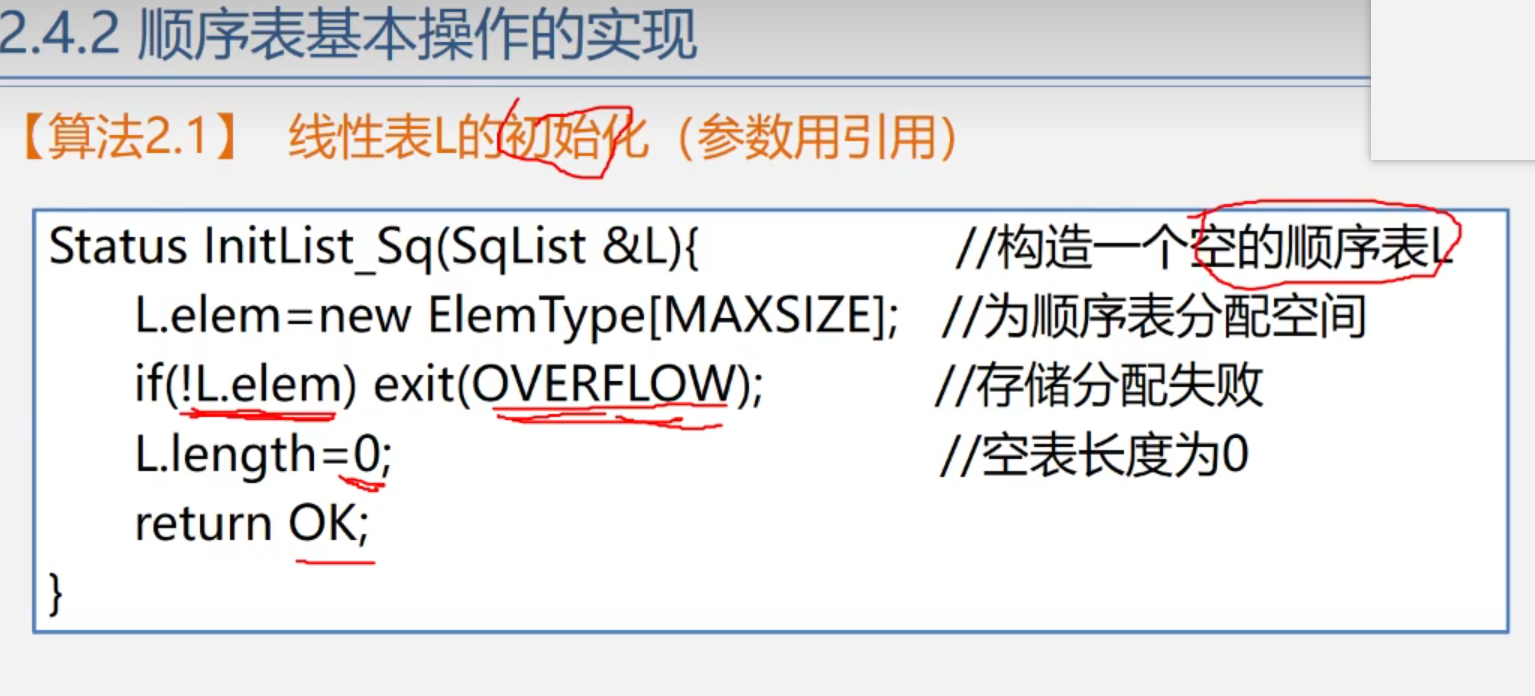 2.4.2 顺序表基本操作的实现
【算法2.1】 线性表L的初始化（参数用引用）
Status InitList_Sq(SqList &L){ //构造一个空的顺序表L
L.elem=new ElemType[MAXSIZE]; //为顺序表分配空间
if(!L.elem) exit(OVERFLOW); //存储分配失败
L.length=0; //空表长度为0
return OK;
}